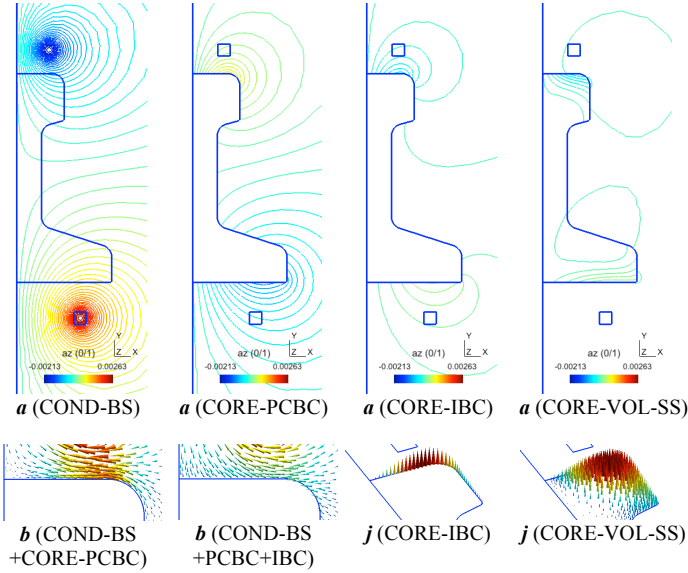 Y
Z X
az (0/1)
-0.00213 0.00263
Y
Z X
az (0/1)
-0.00213 0.00263
Y
Z X
az (0/1)
-0.00213 0.00263
Y
Z X
az (0/1)
-0.00213 0.00263
a (COND-BS)
a (CORE-PCBC)
a (CORE-IBC)
a (CORE-VOL-SS)
b (COND-BS
+CORE-PCBC)
b (COND-BS
+PCBC+IBC)
j (CORE-IBC)
j (CORE-VOL-SS)